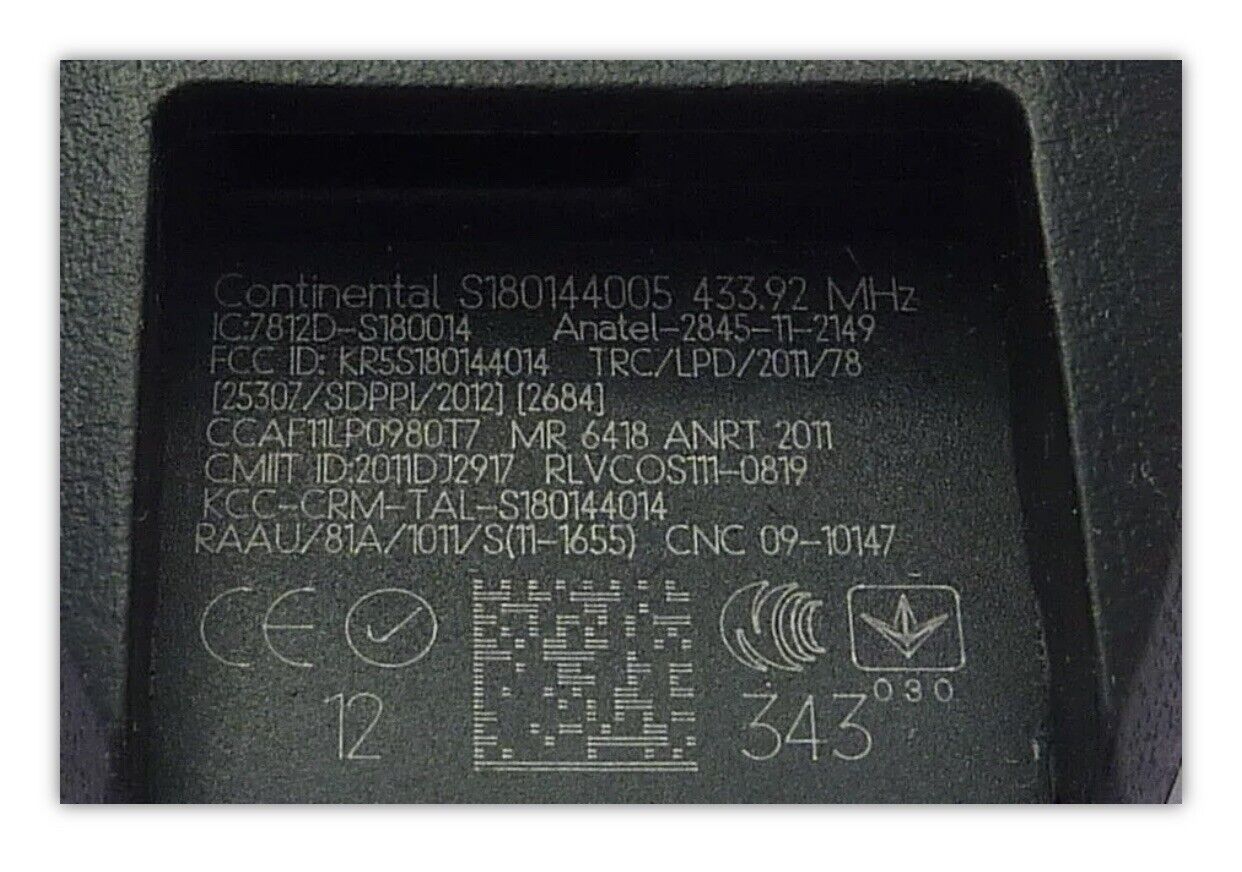 Continental S180144005 433.92 MHz
IC:7812D-S180014 Anatel-2845-11-2149
FCC ID: KR5S180144014 TRC/LPD/2011/78
[25307/SDPPI/2012] [2684]
CCAF11LP0980T7 MR 6418 ANRT 2011
CMIIT ID:2011DJ2917 RLVCOS111-0819
KCC-CRM-TAL-S180144014
RAAU/81A/1011/S(11-1655) CNC 09-10147
CE
030
12 343